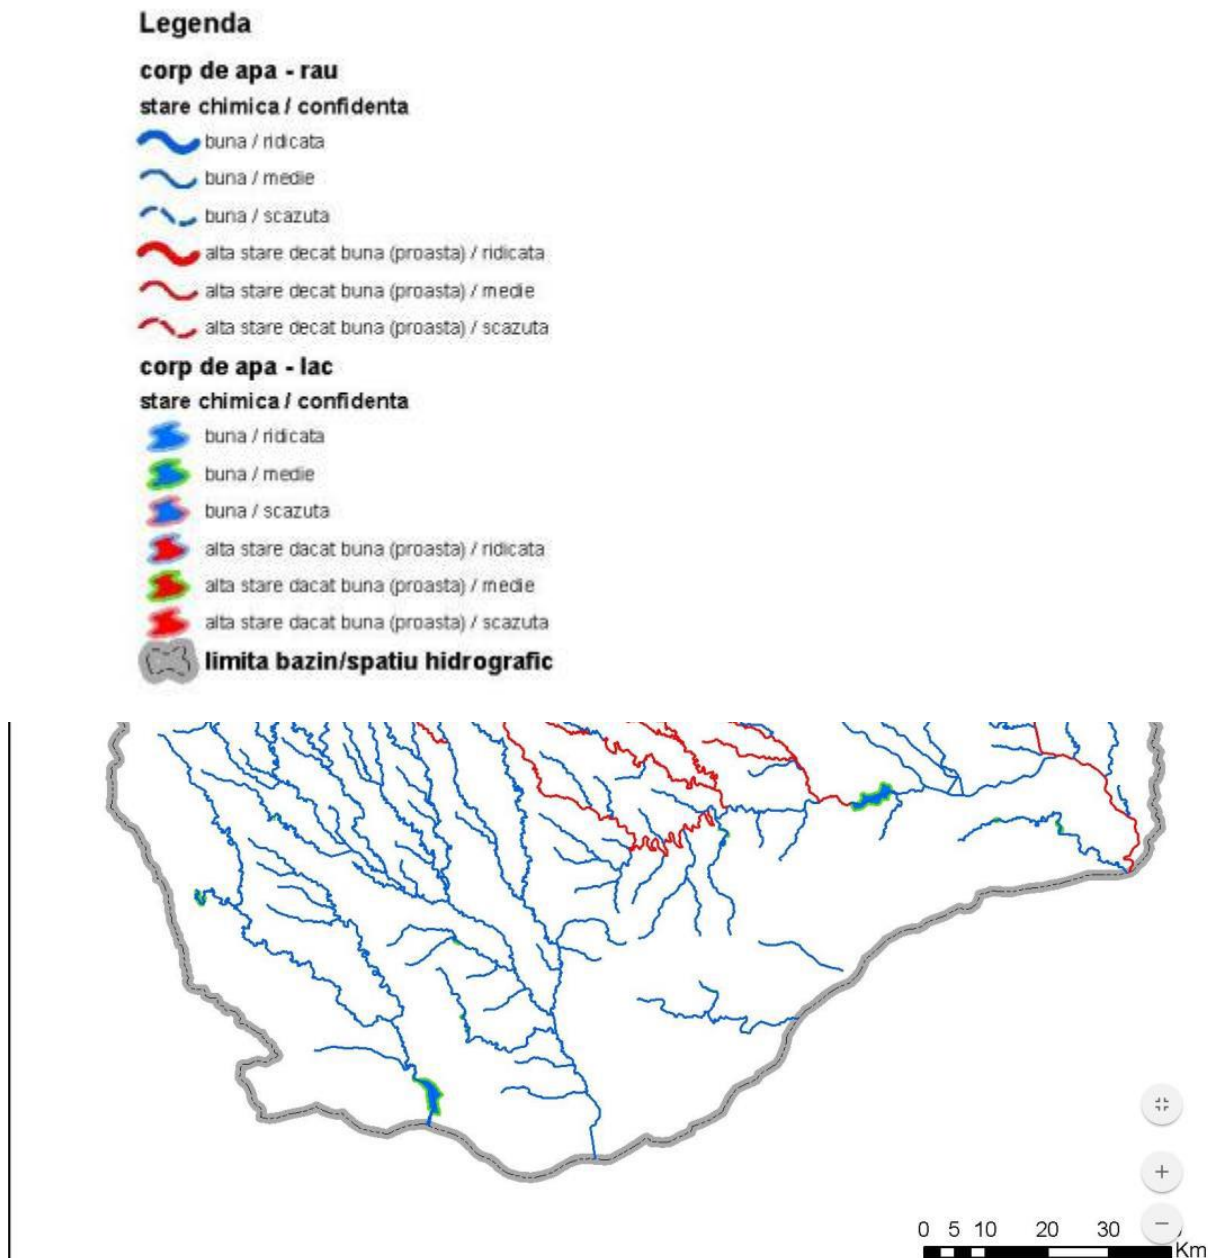 Legenda
corp de apa - rau
stare chimica / confidenta
buna / ridicata
buna / medie
buna / scazuta
alta stare decat buna (proasta) / ridicata
alta stare decat buna (proasta) / medie
alta stare decat buna (proasta) / scazuta
corp de apa - lac
stare chimica / confidenta
buna / ridicata
buna / medie
buna / scazuta
alta stare dacat buna (proasta) / ridicata
alta stare dacat buna (proasta) / medie
alta stare dacat buna (proasta) / scazuta
limita bazin/spatiu hidrografic
0 5 10 20 30
Km